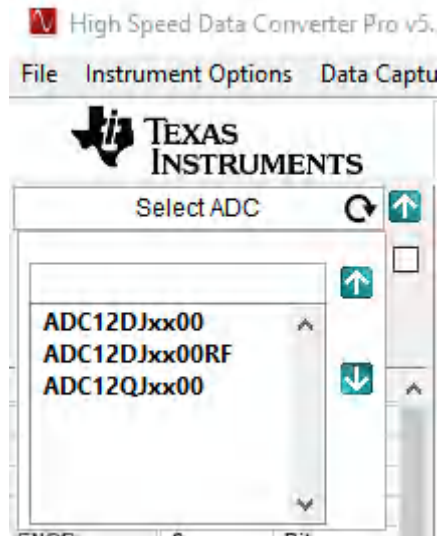 High Speed Data Converter Pro v5.
File Instrument Options Data Captu
TEXAS
INSTRUMENTS
Select ADC
ADC12DJxx00
ADC12DJxx00RF
ADC12QJxx00